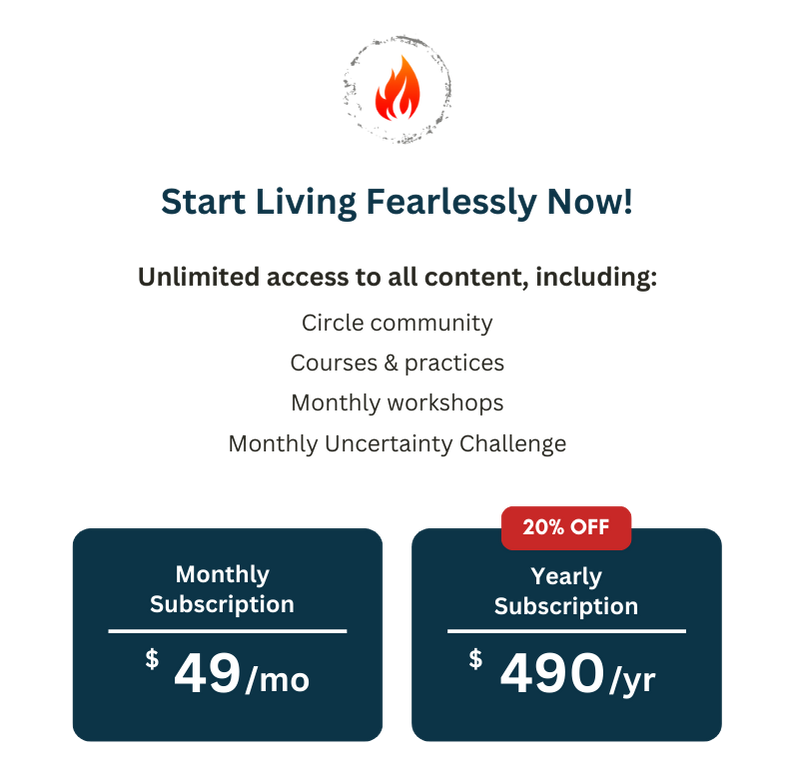 Start Living Fearlessly Now!
Unlimited access to all content, including:
Circle community
Courses & practices
Monthly workshops
Monthly Uncertainty Challenge
Monthly
Subscription
$ 49/mo
20% OFF
Yearly
Subscription
$ 490/yr